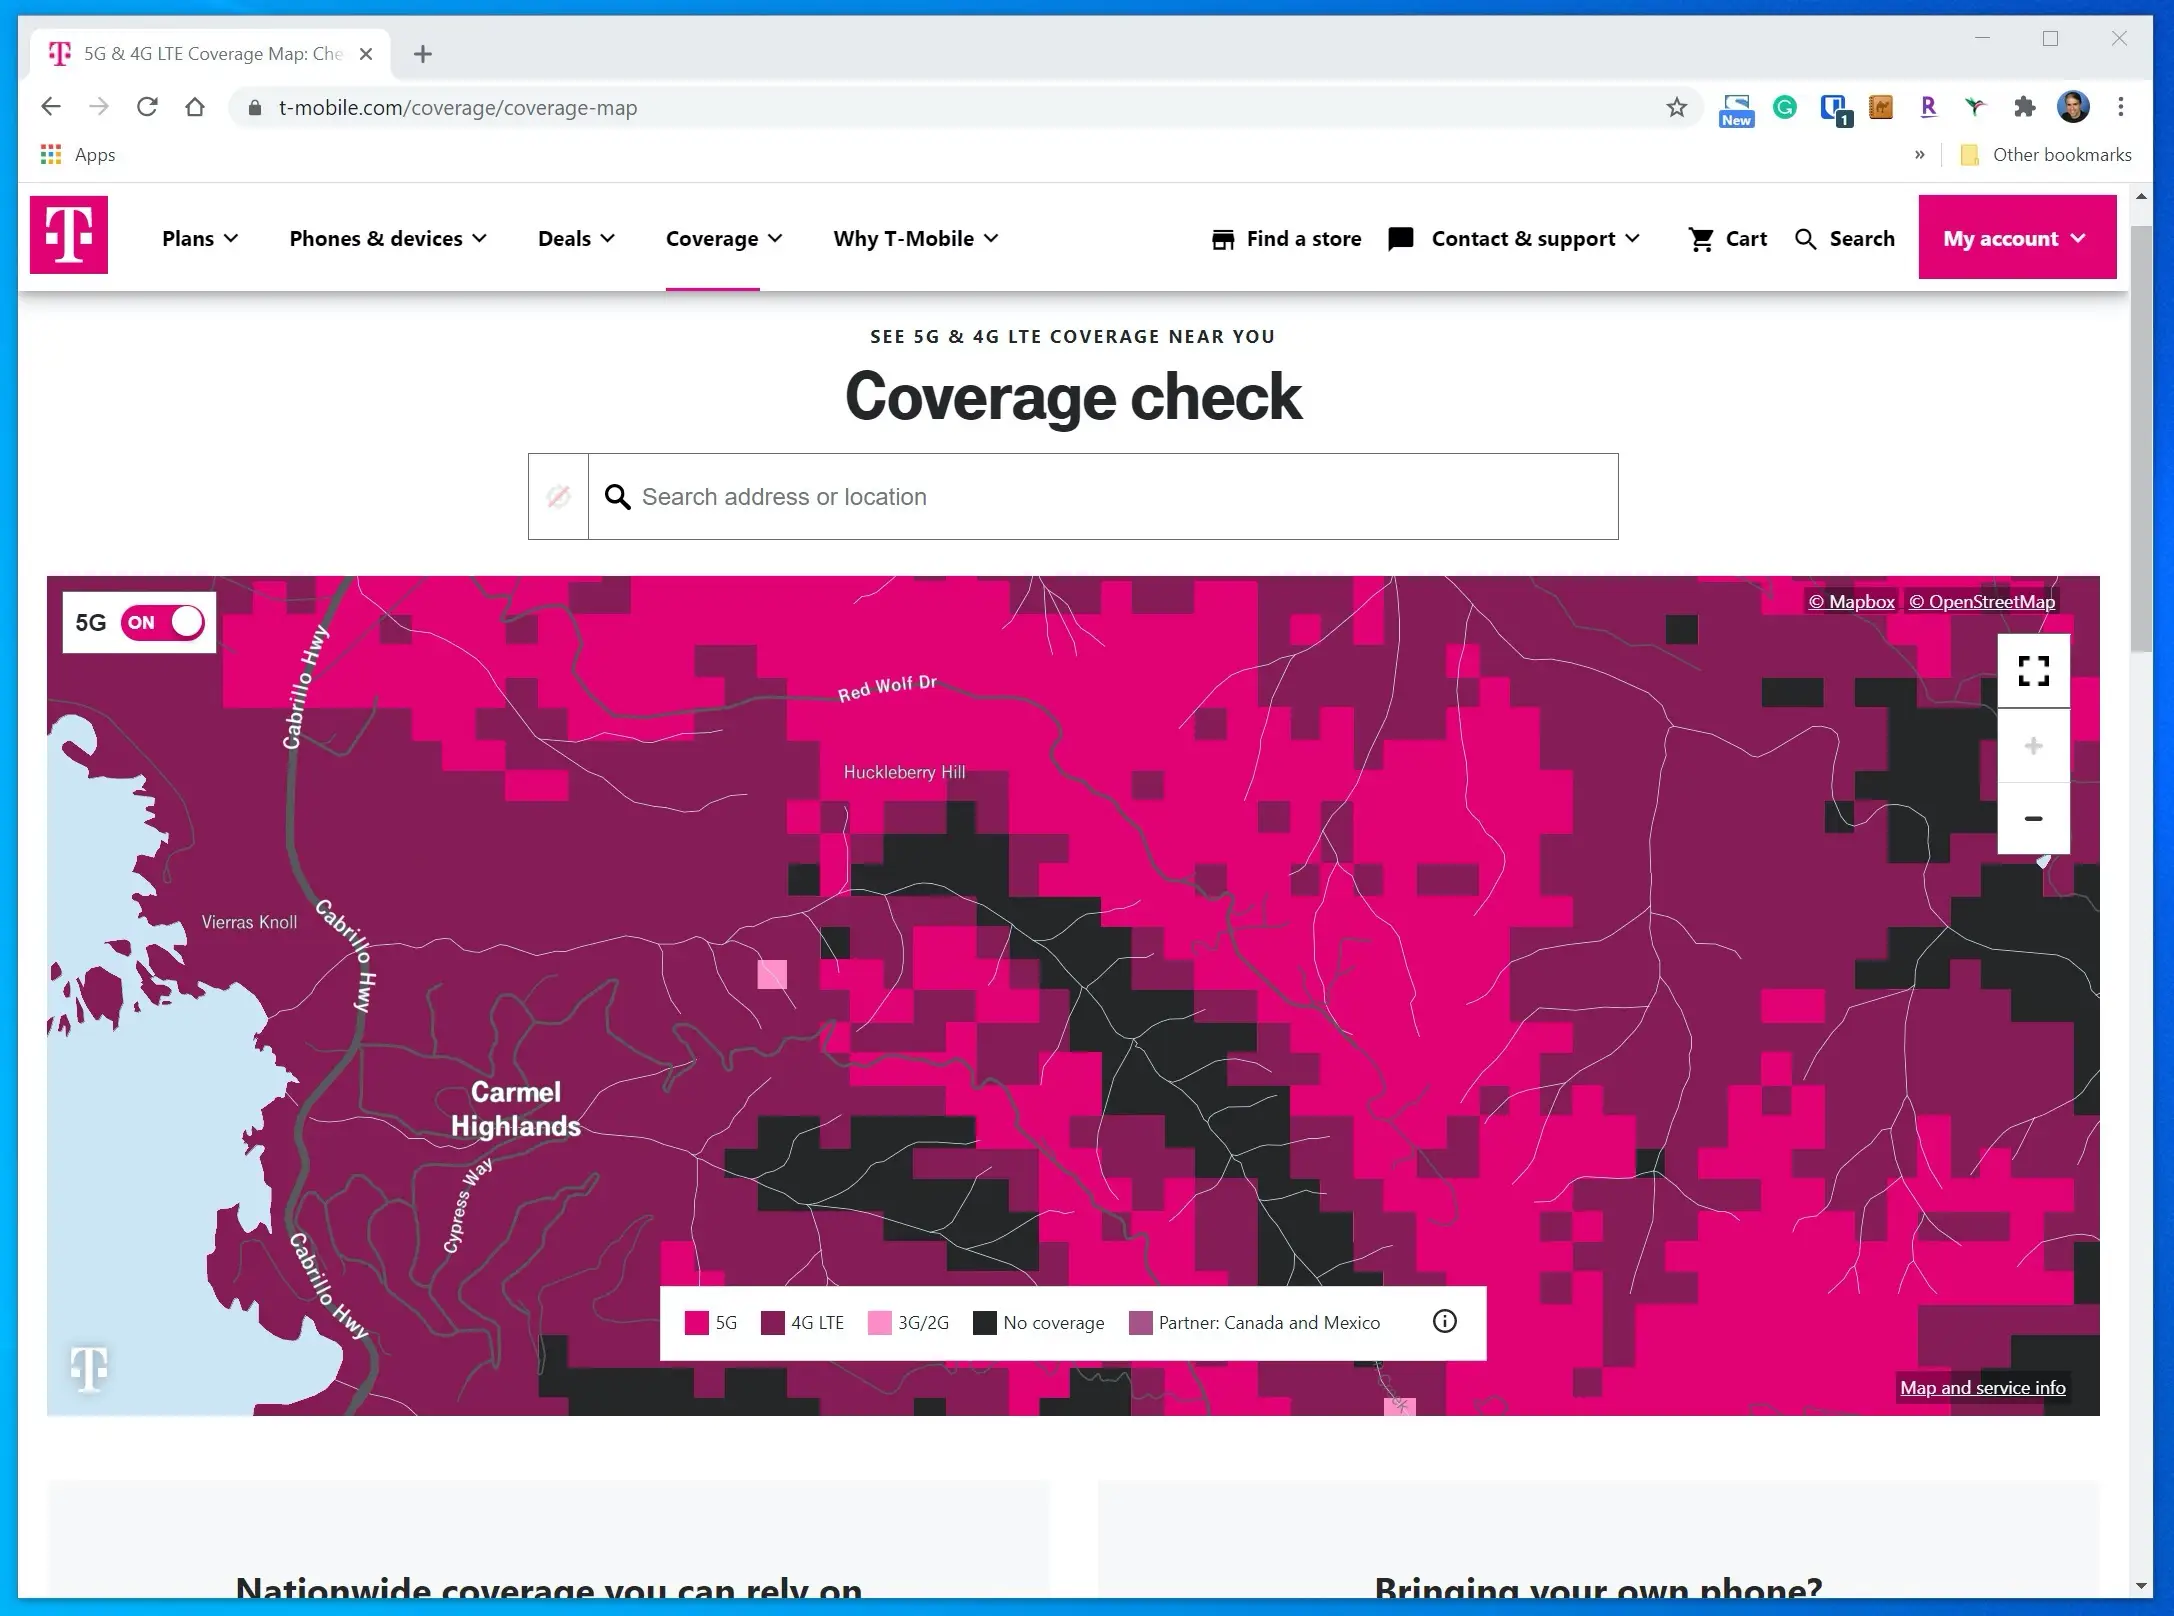 5G & 4G LTE Coverage Map: Che
t-mobile.com/coverage/coverage-map
New
1
R
Apps
»
Other bookmarks
T
Plans
Phones & devices
Deals
Coverage
Why T-Mobile
Find a store
Contact & support
Cart
Search
My account
SEE 5G & 4G LTE COVERAGE NEAR YOU
Coverage check
Search address or location
5G ON
© Mapbox © OpenStreetMap
Cabrillo Hwy
Red Wolf Dr
Huckleberry Hill
Vierras Knoll
Cabrillo Hwy
Carmel
Highlands
Cypress Way
Cabrillo Hwy
5G
4G LTE
3G/2G
No coverage
Partner: Canada and Mexico
Creek
T
Map and service info
Nationwide coverage you can rely on
Bringing your own phone?